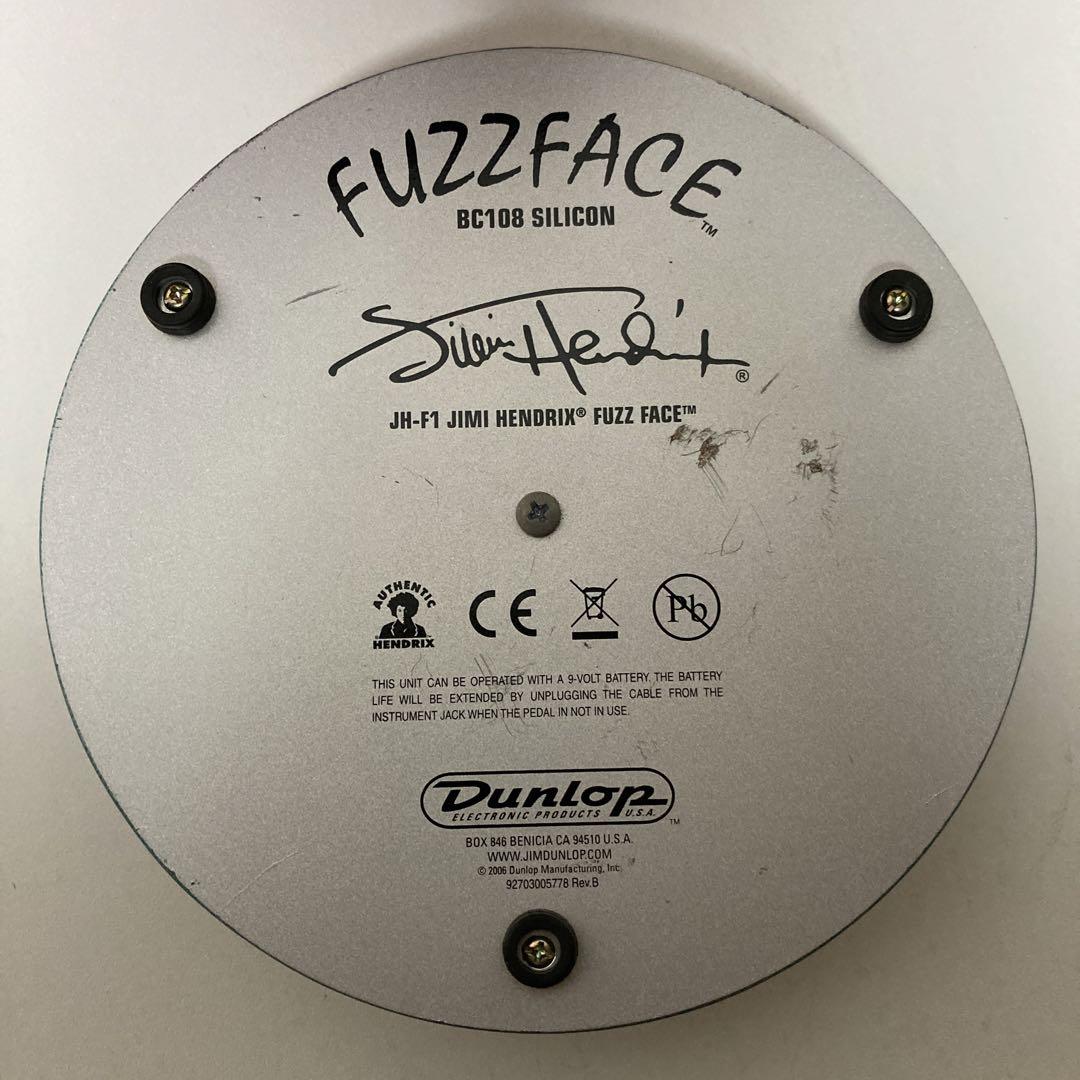 FUZZFACE™
BC108 SILICON
Jimi Hendrix®
JH-F1 JIMI HENDRIX® FUZZ FACE™
AUTHENTIC
HENDRIX
CE
Pb
THIS UNIT CAN BE OPERATED WITH A 9-VOLT BATTERY. THE BATTERY
LIFE WILL BE EXTENDED BY UNPLUGGING THE CABLE FROM THE
INSTRUMENT JACK WHEN THE PEDAL IN NOT IN USE.
Dunlop
ELECTRONIC PRODUCTS U.S.A.™
BOX 846 BENICIA CA 94510 U.S.A.
WWW.JIMDUNLOP.COM
© 2006 Dunlop Manufacturing, Inc.
92703005778 Rev.B